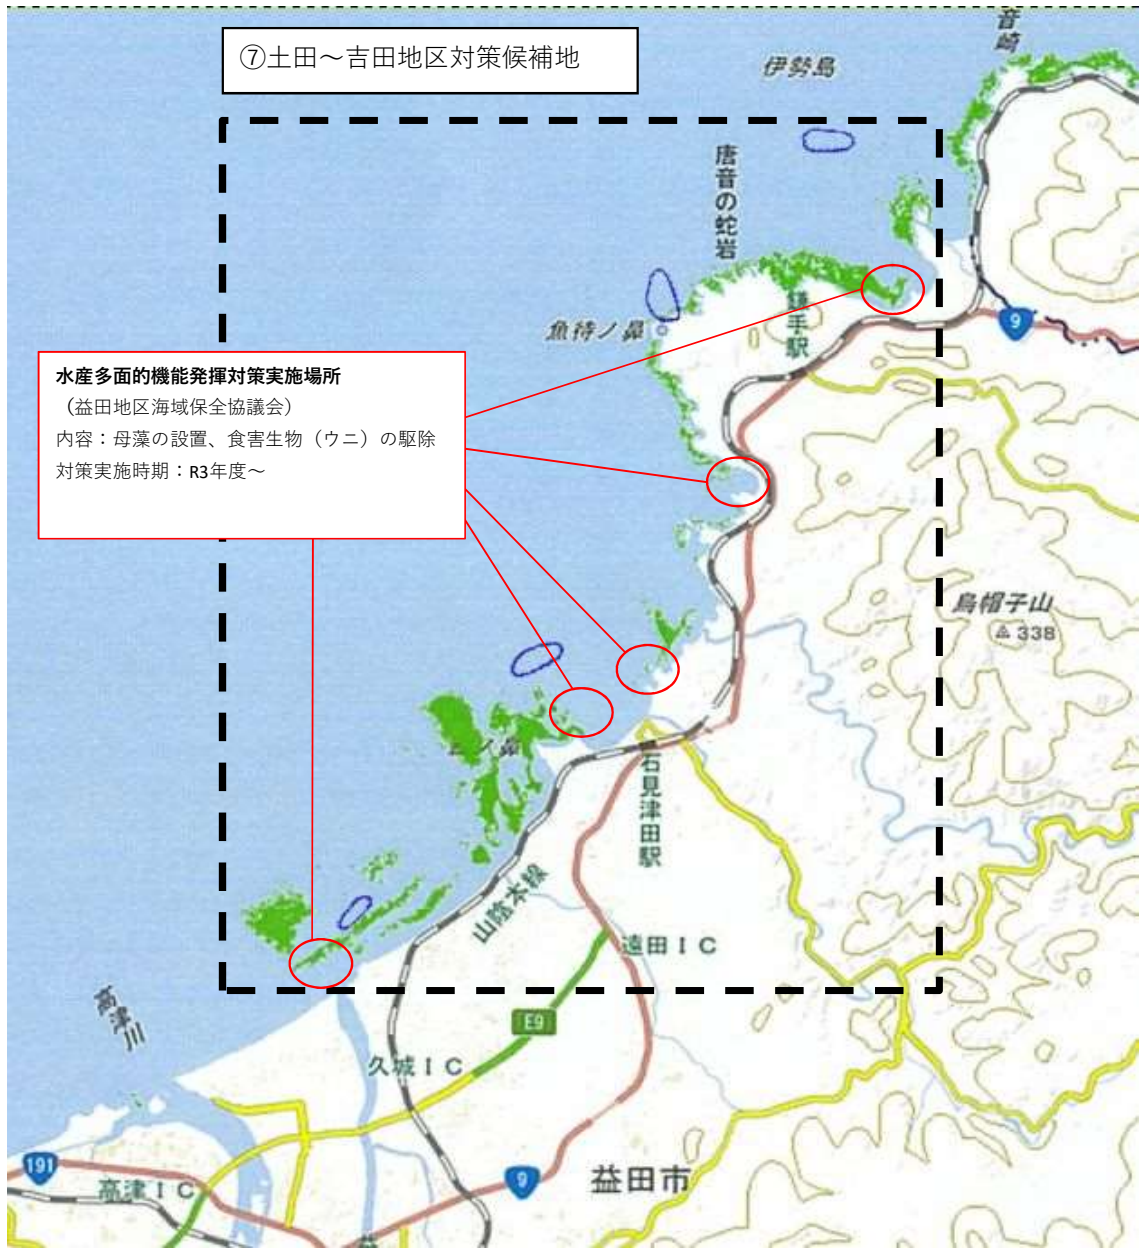 ⑦土田～吉田地区対策候補地
音崎
伊勢島
唐音の蛇岩
魚待ノ鼻
鎌手駅
9
水産多面的機能発揮対策実施場所
（益田地区海域保全協議会）
内容：母藻の設置、食害生物（ウニ）の駆除
対策実施時期：R3年度～
烏帽子山
338
ノ鼻
石見津田駅
山陰本線
遠田ＩＣ
E9
久城ＩＣ
高津川
191
高津ＩＣ
9
益田市
益